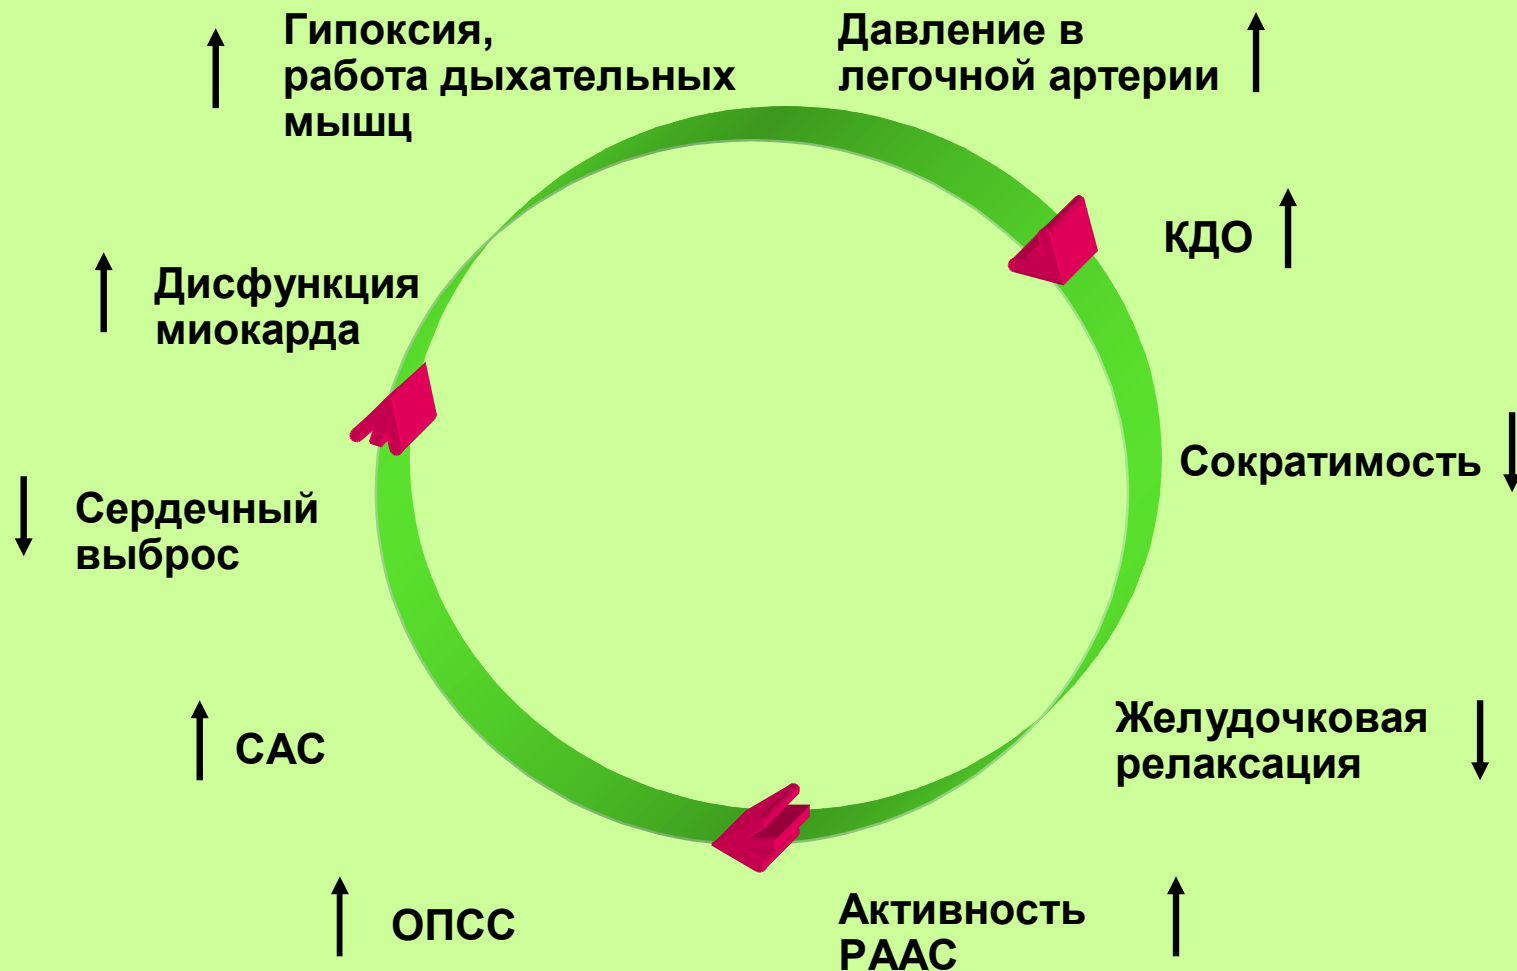 Гипоксия,
работа дыхательных
мышц
Давление в
легочной артерии
КДО
Дисфункция
миокарда
Сократимость
Сердечный
выброс
Желудочковая
релаксация
САС
Активность
РААС
ОПСС